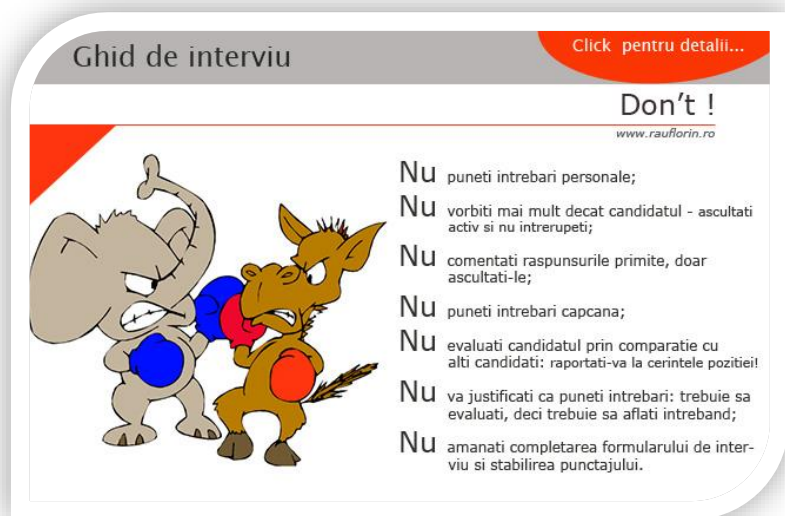 Ghid de interviu
Click pentru detalii...
Don't !
www.rauflorin.ro
Nu puneti intrebari personale;
Nu vorbiti mai mult decat candidatul - ascultati
activ si nu intrerupeti;
Nu comentati raspunsurile primite, doar
ascultati-le;
Nu puneti intrebari capcana;
Nu evaluati candidatul prin comparatie cu
alti candidati: raportati-va la cerintele pozitiei!
Nu va justificati ca puneti intrebari: trebuie sa
evaluati, deci trebuie sa aflati intreband;
Nu amanati completarea formularului de inter-
viu si stabilirea punctajului.